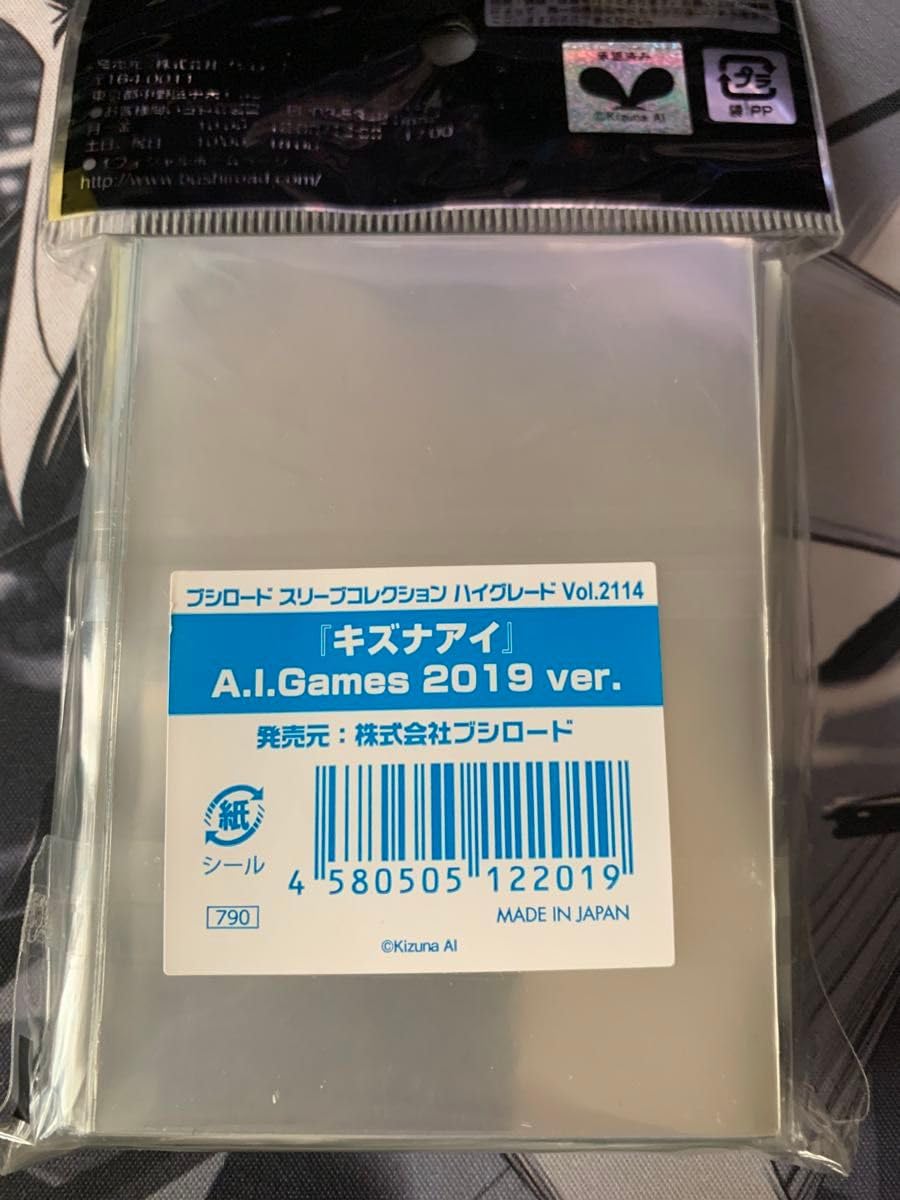 承認済み
©Kizuna AI
プラ
袋 PP
〒164-0011
http://www.bushiroad.com/
ブシロード スリーブコレクション ハイグレード Vol.2114
『キズナアイ』
A.I.Games 2019 ver.
発売元：株式会社ブシロード
紙
シール
4 580505 122019
790
MADE IN JAPAN
©Kizuna AI